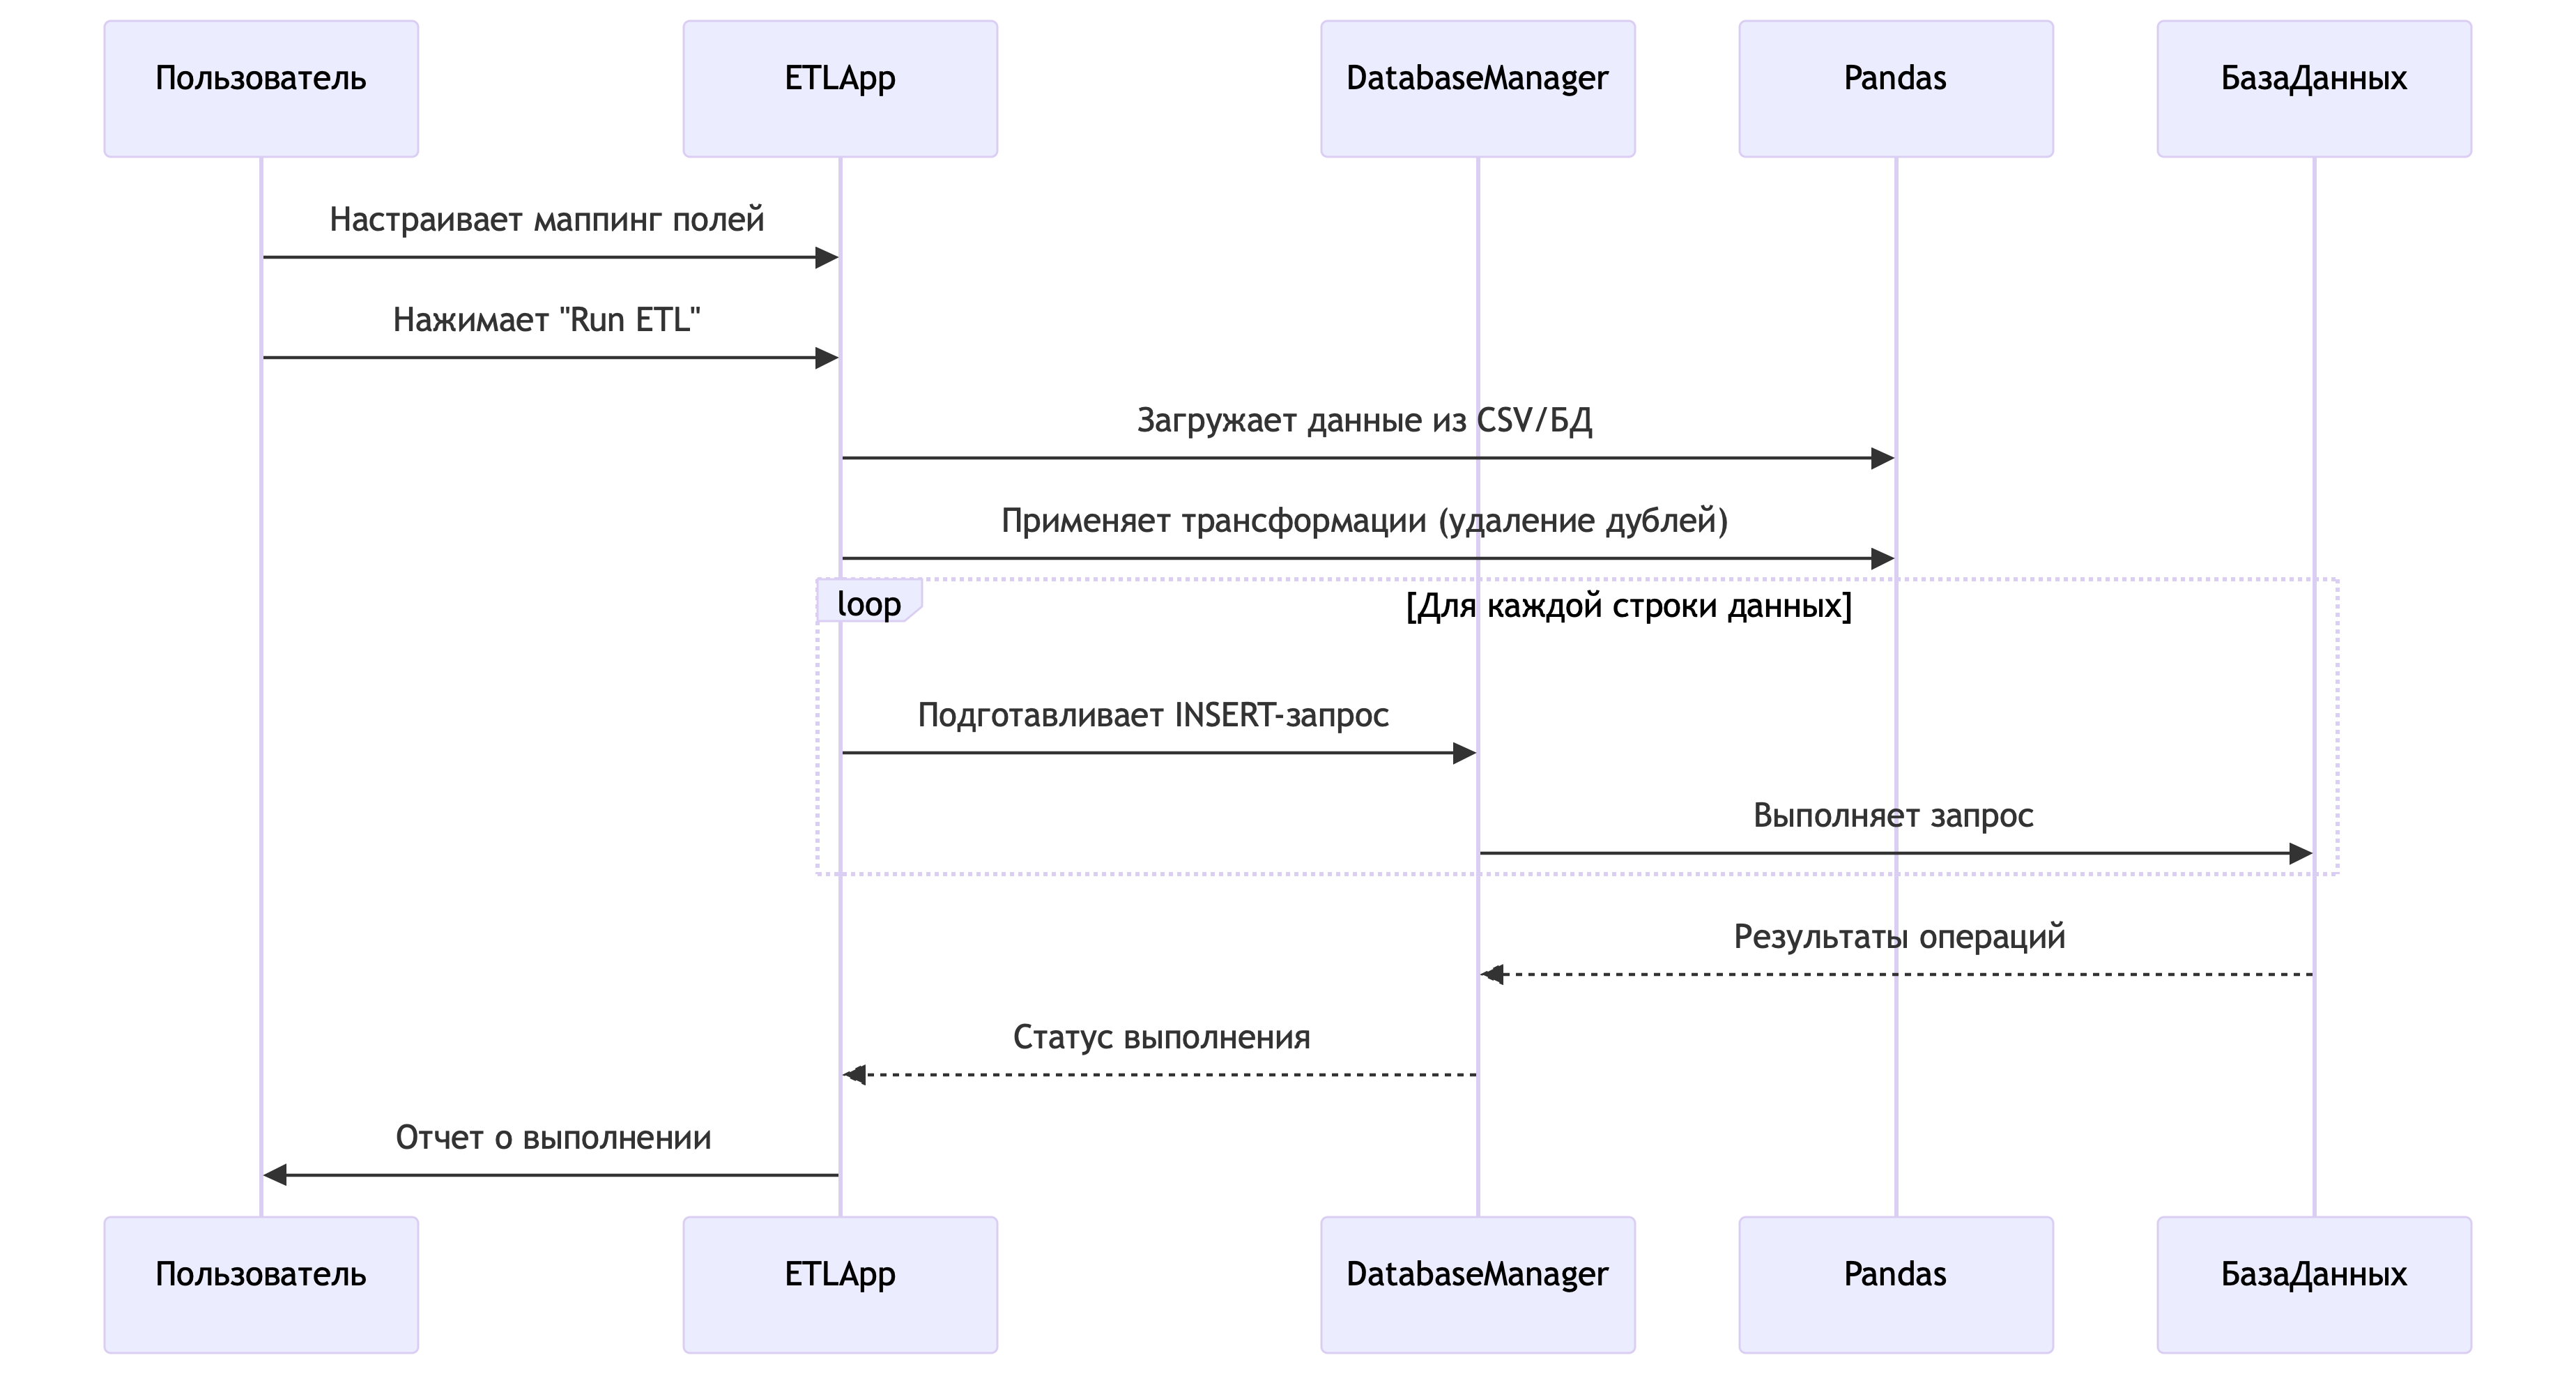 Пользователь
ETLApp
DatabaseManager
Pandas
БазаДанных
Настраивает маппинг полей
Нажимает "Run ETL"
Загружает данные из CSV/БД
Применяет трансформации (удаление дублей)
loop
[Для каждой строки данных]
Подготавливает INSERT-запрос
Выполняет запрос
Результаты операций
Статус выполнения
Отчет о выполнении
Пользователь
ETLApp
DatabaseManager
Pandas
БазаДанных